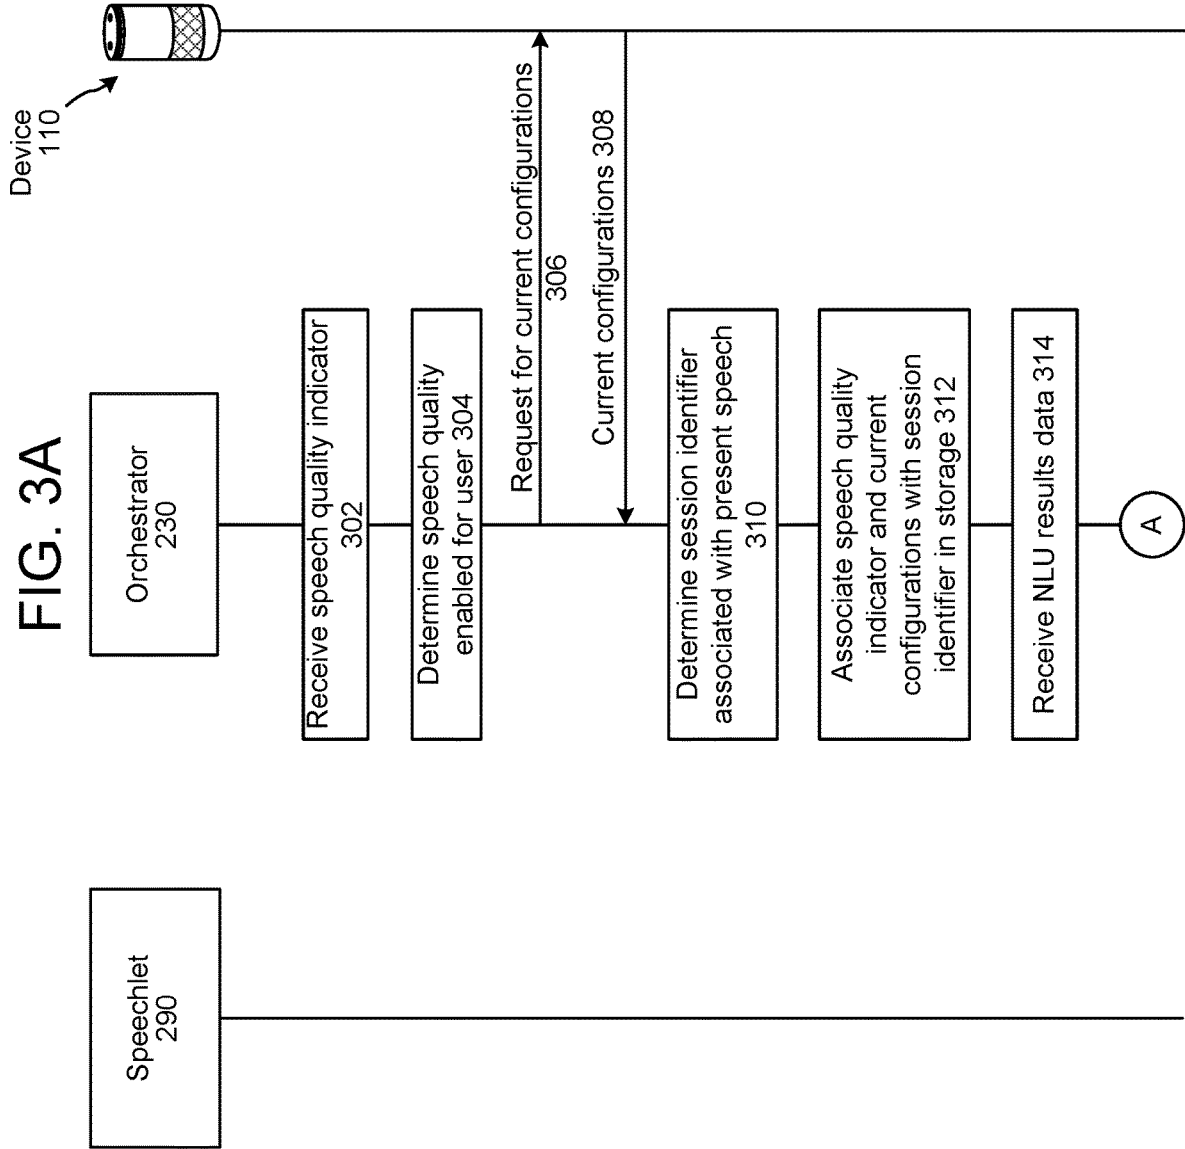 FIG. 3A
Speechlet
290
Orchestrator
230
Device
110
Receive speech quality indicator
302
Determine speech quality
enabled for user 304
Request for current configurations
306
Current configurations 308
Determine session identifier
associated with present speech
310
Associate speech quality
indicator and current
configurations with session
identifier in storage 312
Receive NLU results data 314
A